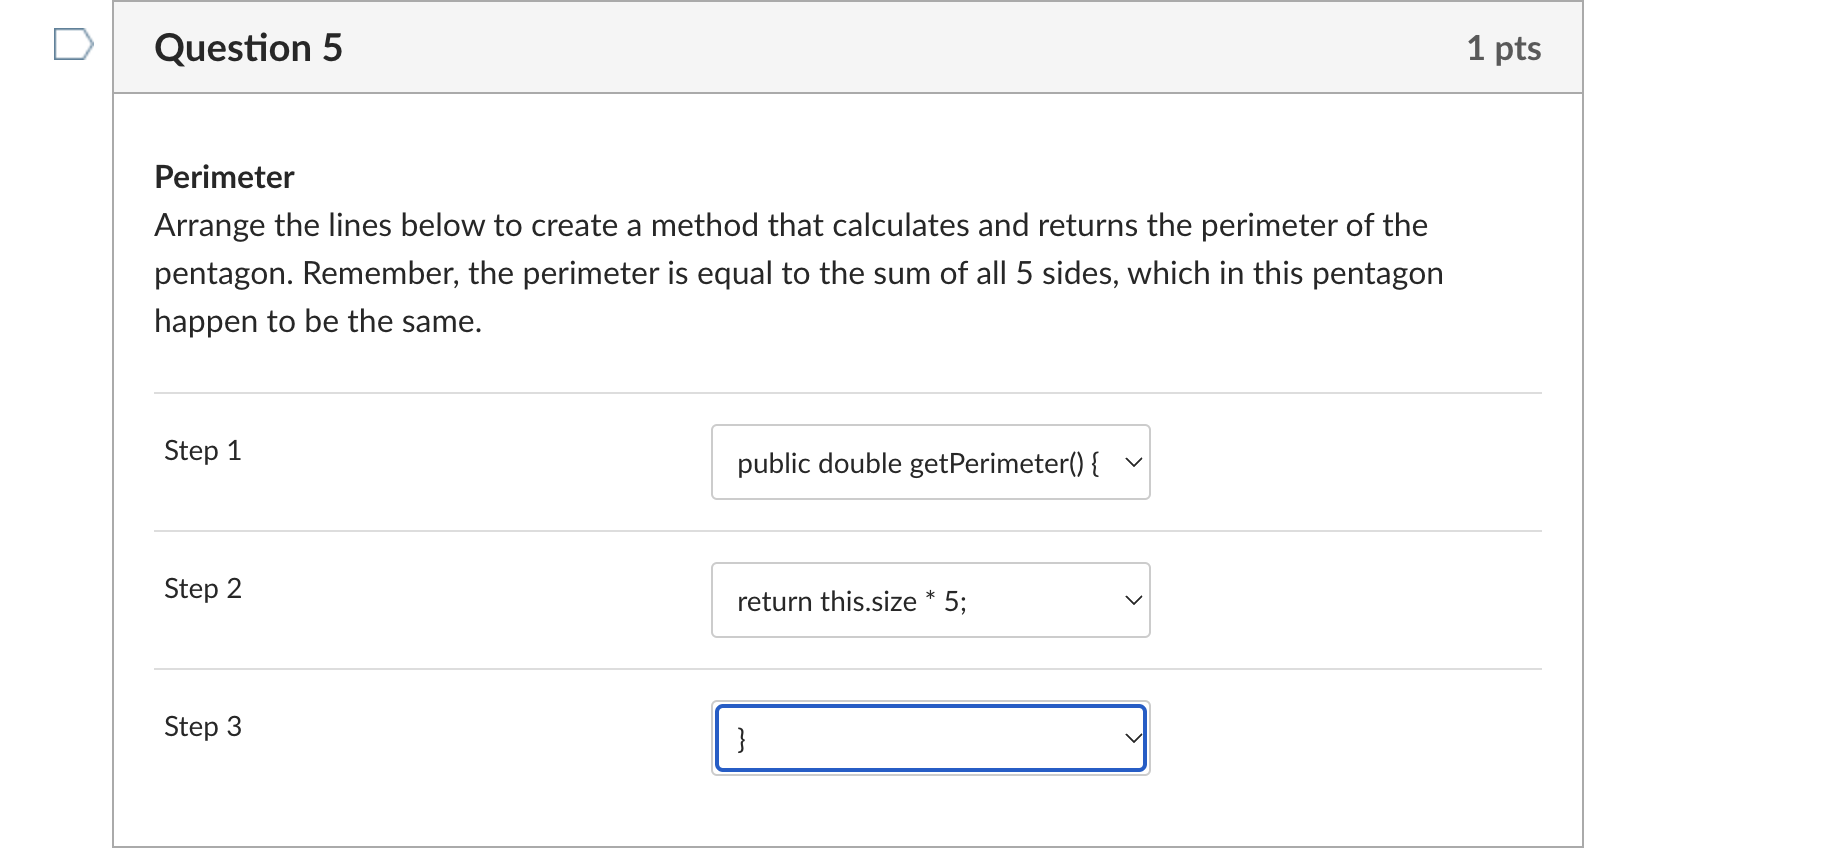 Question 5
1 pts
Perimeter
Arrange the lines below to create a method that calculates and returns the perimeter of the
pentagon. Remember, the perimeter is equal to the sum of all 5 sides, which in this pentagon
happen to be the same.
Step 1
public double getPerimeter() {
Step 2
return this.size * 5;
Step 3
}